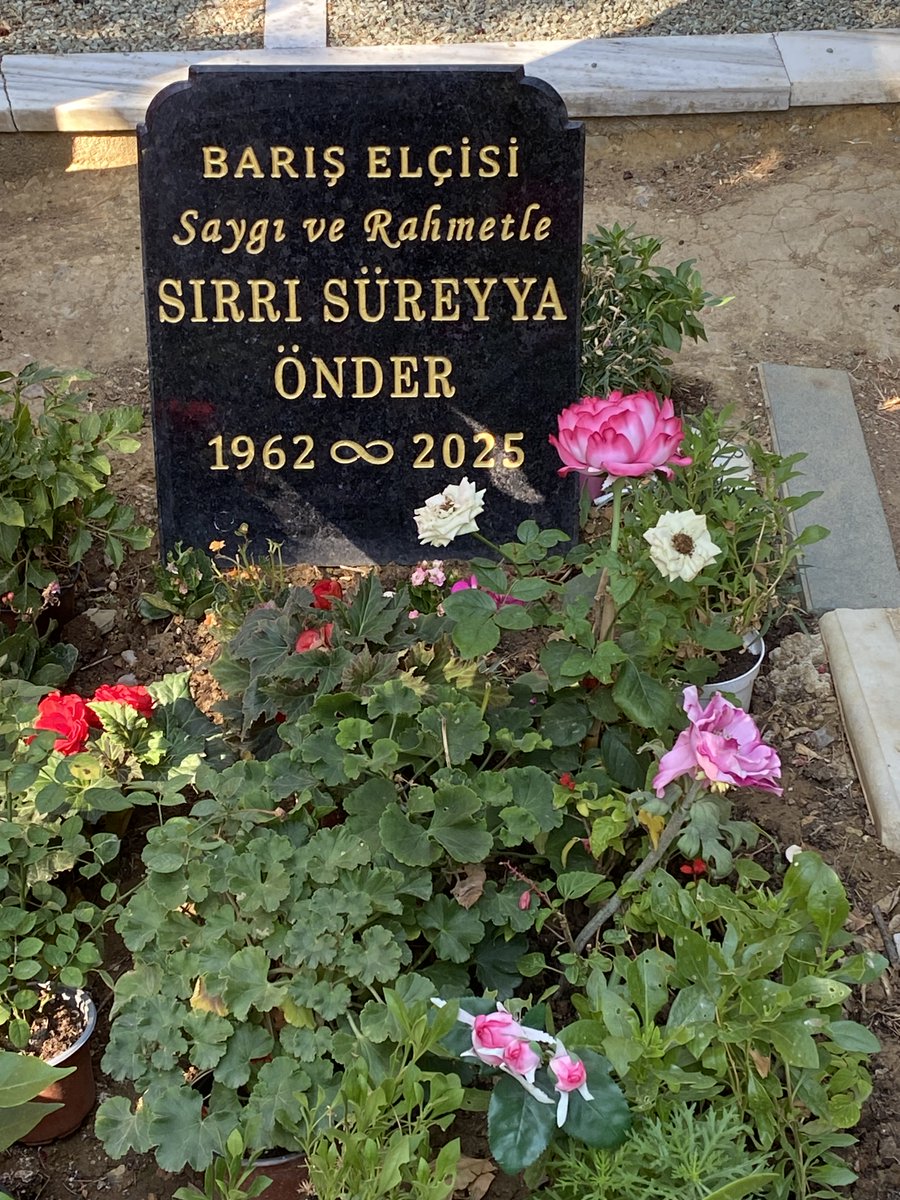 BARIŞ ELÇİSİ
Saygı ve Rahmetle
SIRRI SÜREYYA
ÖNDER
1962 ∞ 2025